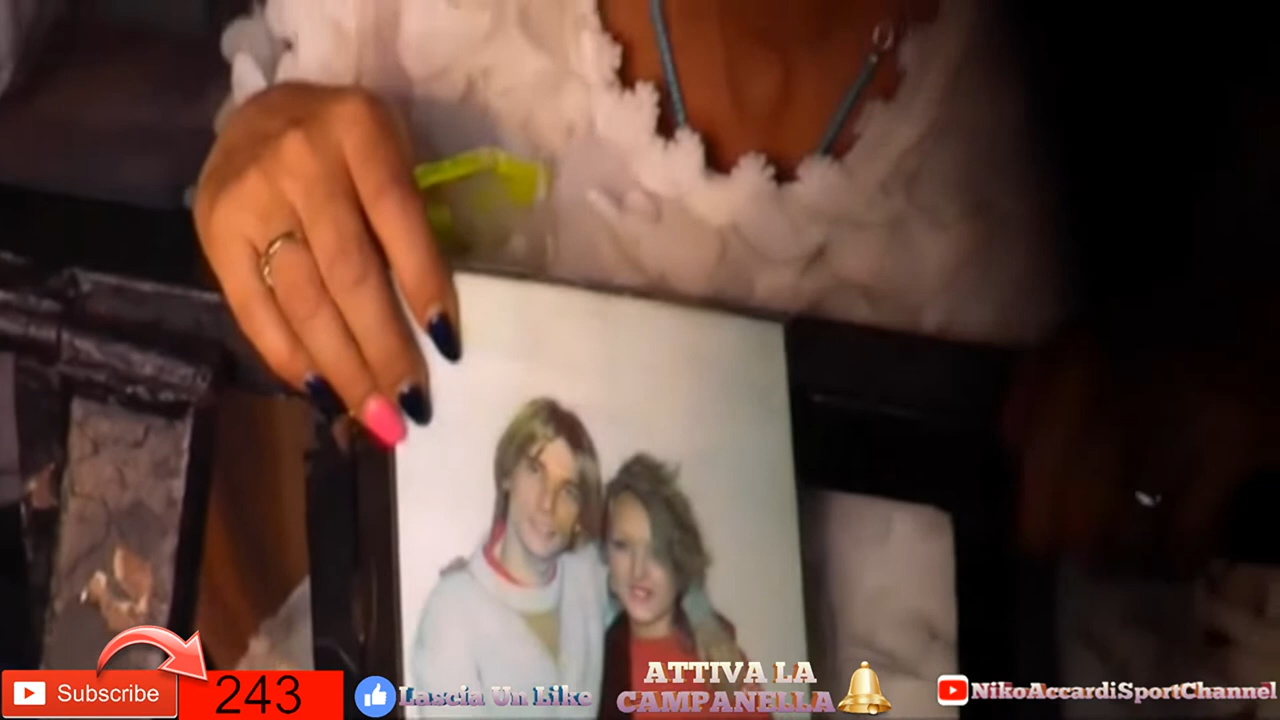 Subscribe
243
Lascia Un Like
ATTIVA LA
CAMPANELLA
NikoAccardiSportChannel